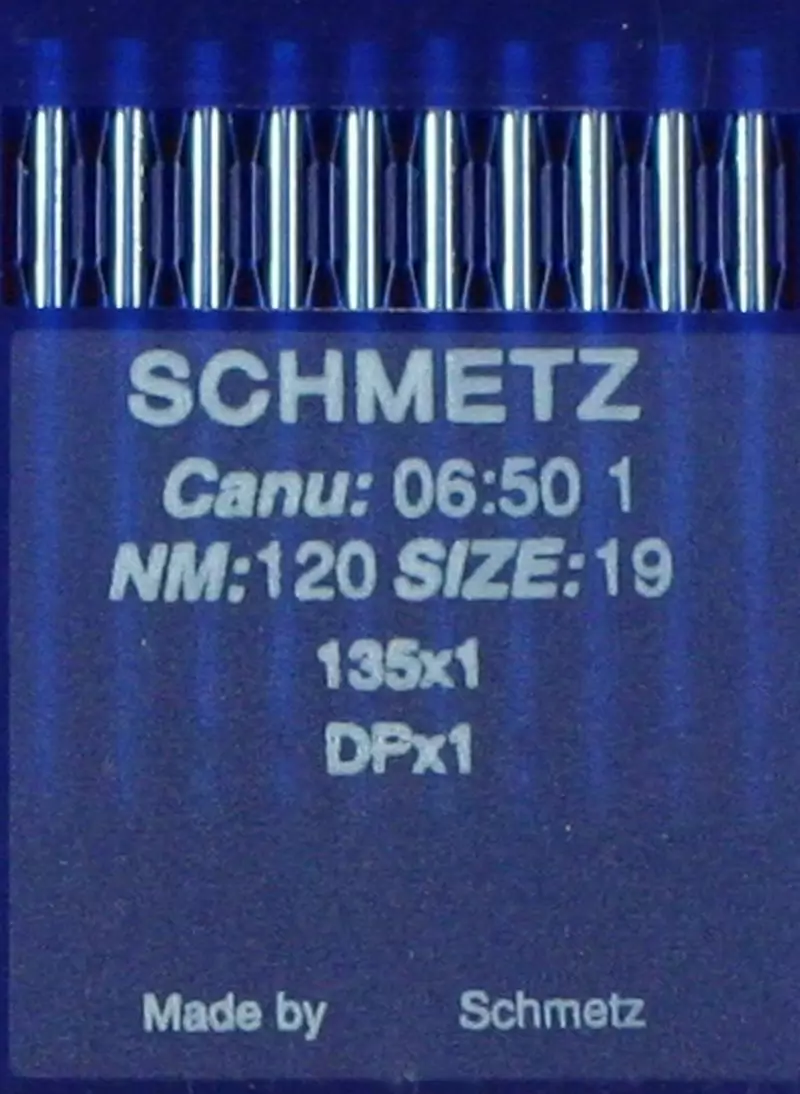 SCHMETZ
Canu: 06:50 1
NM:120 SIZE:19
135x1
DPx1
Made by Schmetz